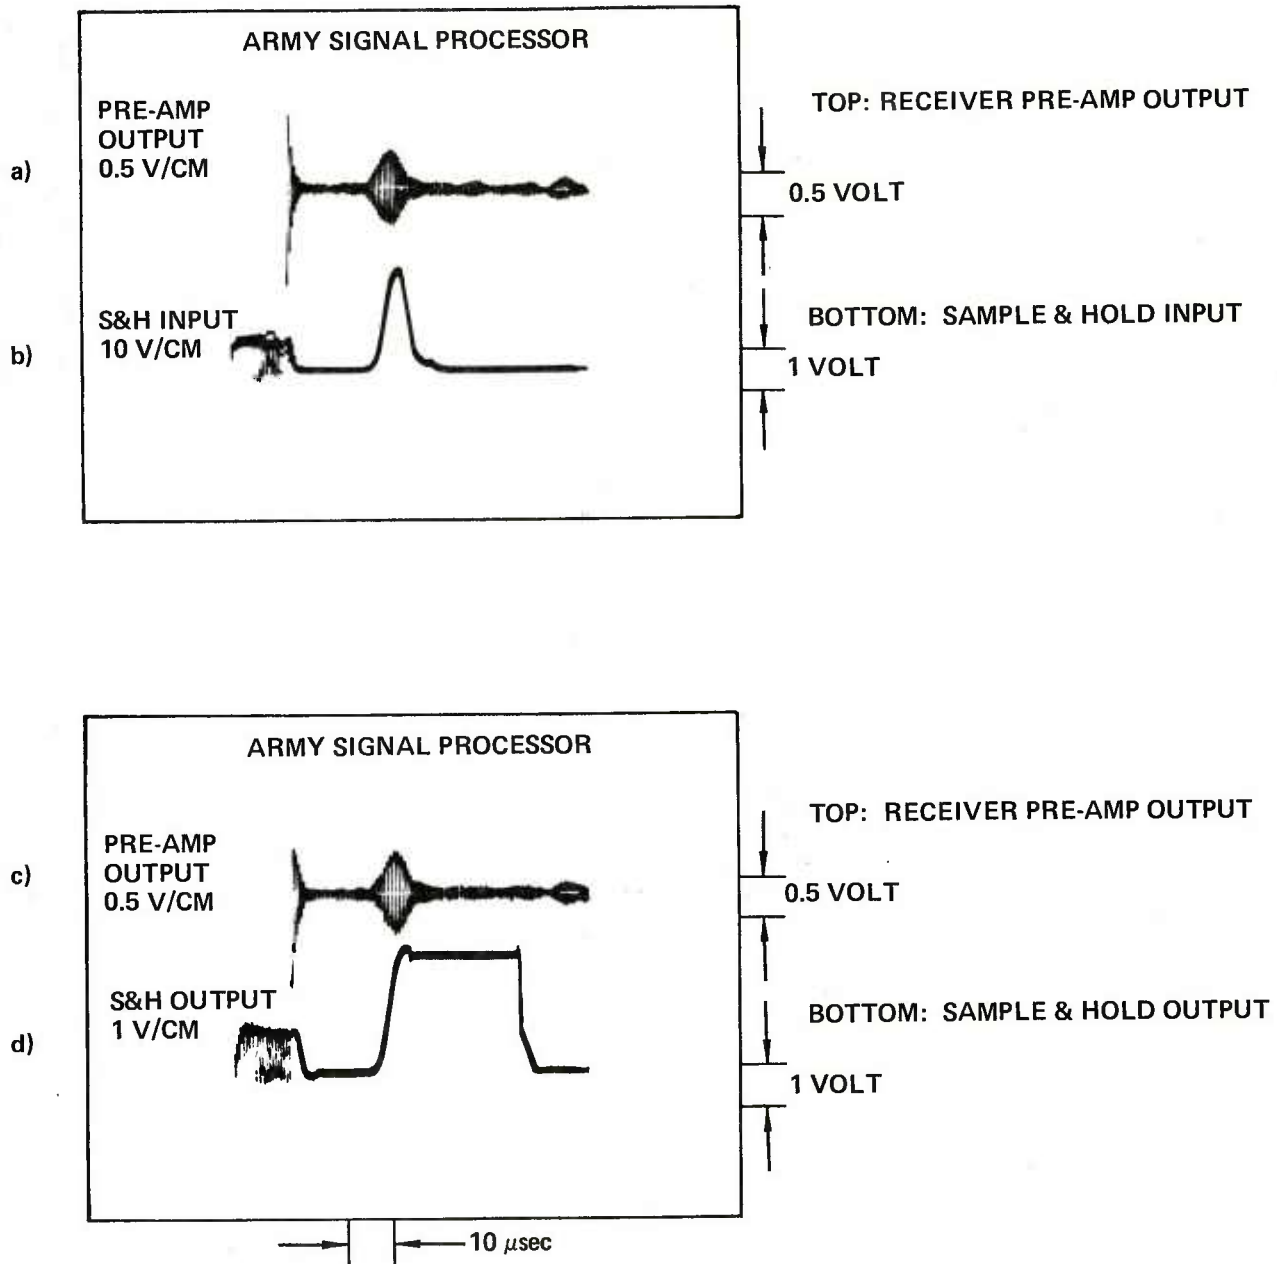 ARMY SIGNAL PROCESSOR
a)
PRE-AMP
OUTPUT
0.5 V/CM
TOP: RECEIVER PRE-AMP OUTPUT
0.5 VOLT
b)
S&H INPUT
10 V/CM
BOTTOM: SAMPLE & HOLD INPUT
1 VOLT
ARMY SIGNAL PROCESSOR
c)
PRE-AMP
OUTPUT
0.5 V/CM
TOP: RECEIVER PRE-AMP OUTPUT
0.5 VOLT
d)
S&H OUTPUT
1 V/CM
BOTTOM: SAMPLE & HOLD OUTPUT
1 VOLT
10 μsec